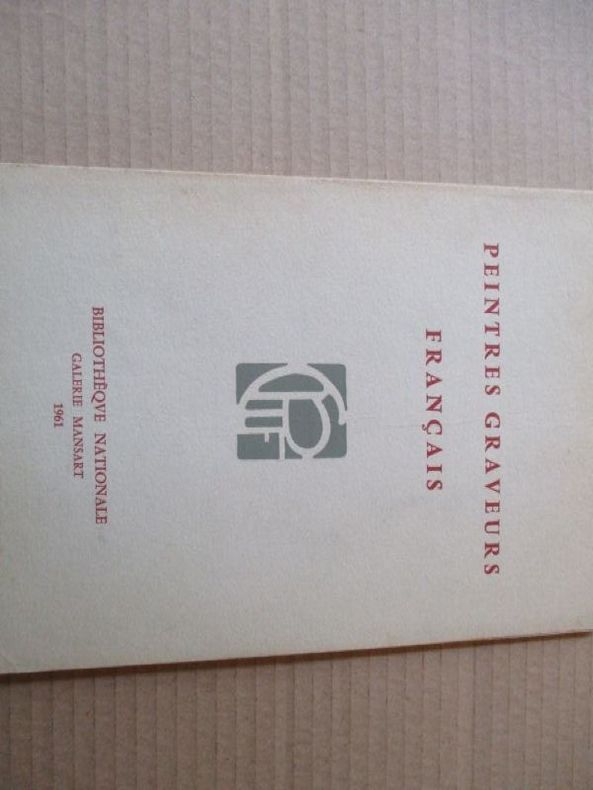 PEINTRES GRAVEURS
FRANÇAIS
BIBLIOTHÈQVE NATIONALE
GALERIE MANSART
1961